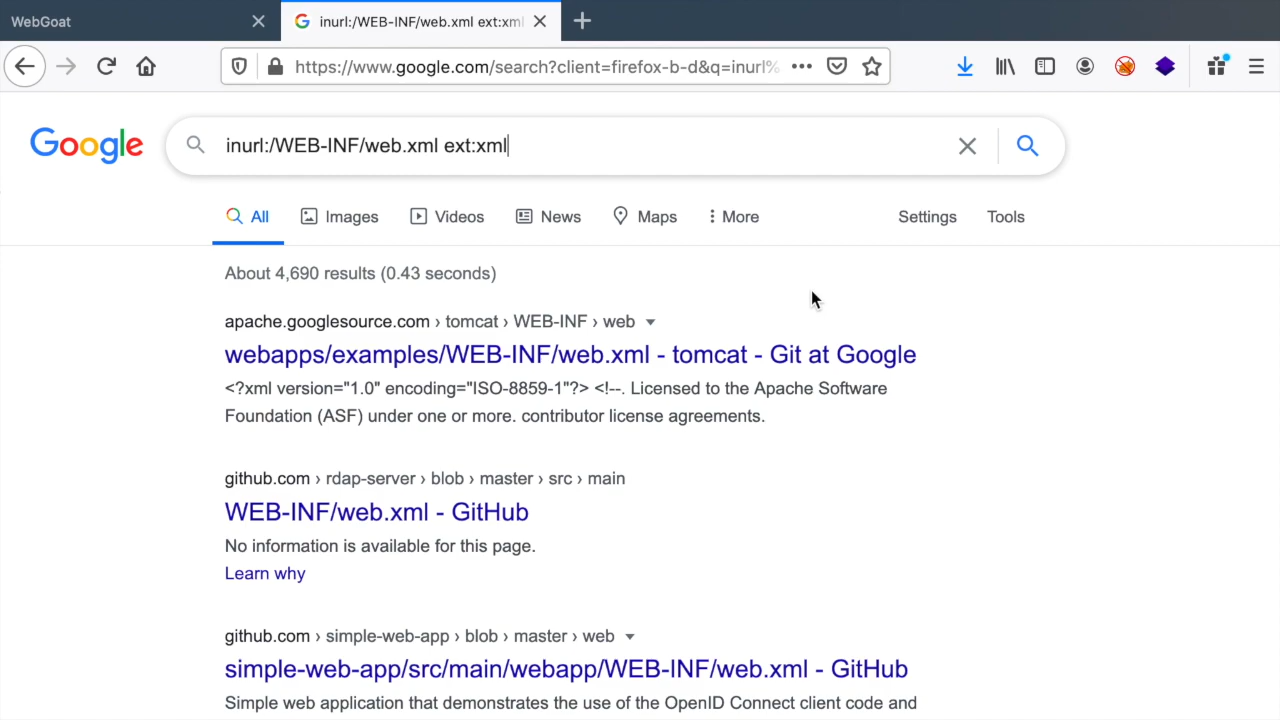 WebGoat
inurl:/WEB-INF/web.xml ext:xml
https://www.google.com/search?client=firefox-b-d&q=inurl%
Google
inurl:/WEB-INF/web.xml ext:xml
All Images Videos News Maps More Settings Tools
About 4,690 results (0.43 seconds)
apache.googlesource.com › tomcat › WEB-INF › web
webapps/examples/WEB-INF/web.xml - tomcat - Git at Google
<?xml version="1.0" encoding="ISO-8859-1"?> <!--. Licensed to the Apache Software
Foundation (ASF) under one or more. contributor license agreements.
github.com › rdap-server › blob › master › src › main
WEB-INF/web.xml - GitHub
No information is available for this page.
Learn why
github.com › simple-web-app › blob › master › web
simple-web-app/src/main/webapp/WEB-INF/web.xml - GitHub
Simple web application that demonstrates the use of the OpenID Connect client code and